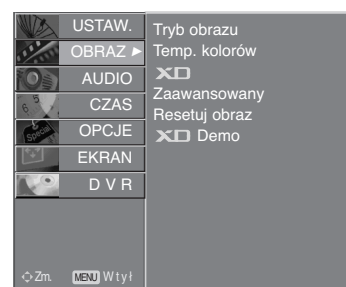 USTAW.
OBRAZ ►
AUDIO
CZAS
Special
OPCJE
EKRAN
D V R
Tryb obrazu
Temp. kolorów
XD
Zaawansowany
Resetuj obraz
XD Demo
Zm. MENU Wtył